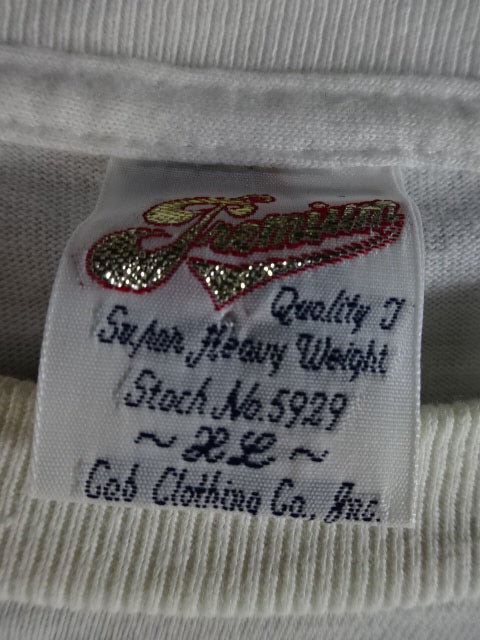 Premium
Quality T
Super Heavy Weight
Stock No.5929
~ XL ~
Cab Clothing Co., Inc.